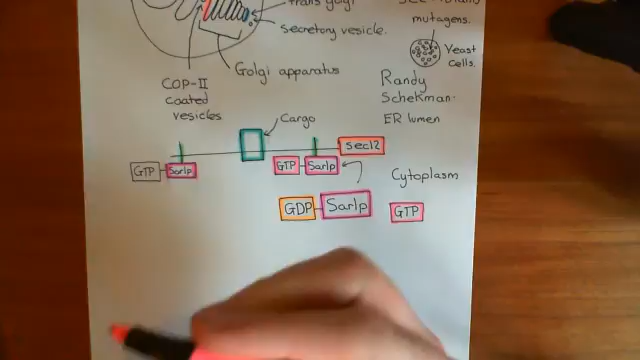 trans golgi
mutagens.
Secretory vesicle.
Yeast
cells.
Golgi apparatus
COP-II
coated
vesicles
Randy
Schekman.
ER lumen
Cargo
sec12
GTP
Sar1p
GTP
Sar1p
Cytoplasm
GDP
Sar1p
GTP